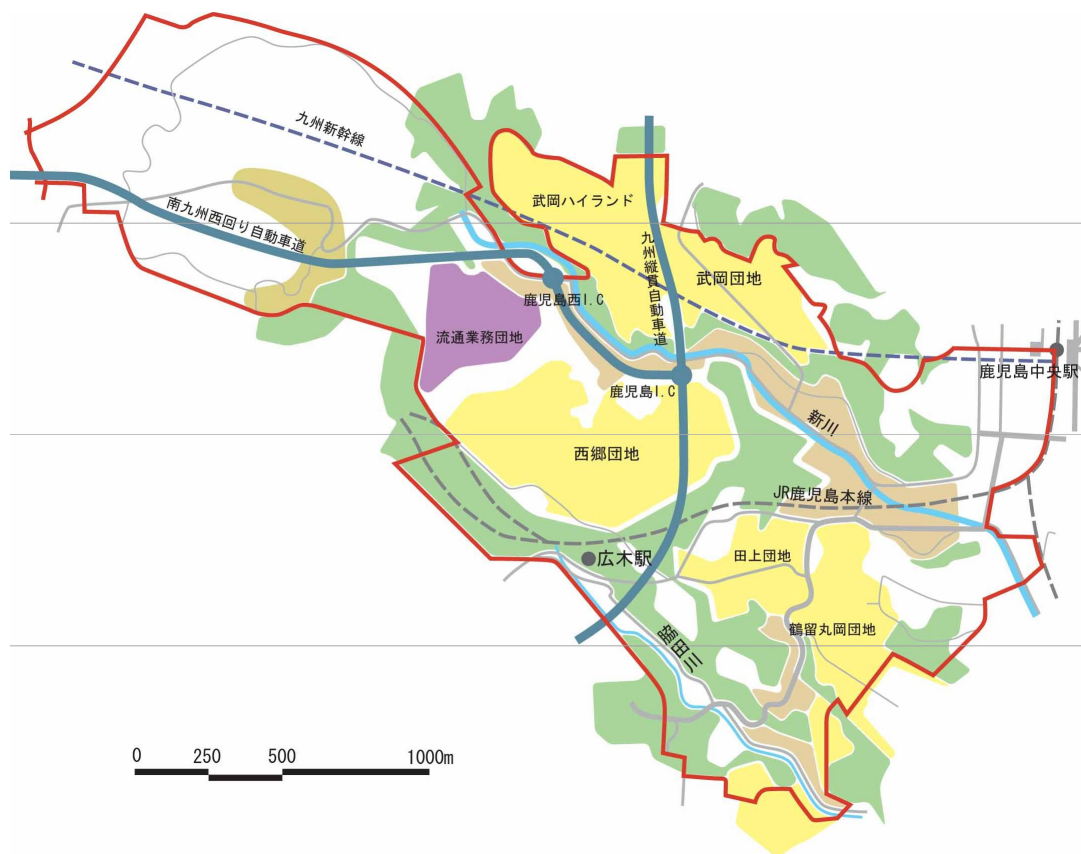 九州新幹線
武岡ハイランド
南九州西回り自動車道
九州縦貫自動車道
武岡団地
鹿児島西I.C
流通業務団地
鹿児島中央駅
鹿児島I.C
新川
西郷団地
JR鹿児島本線
広木駅
田上団地
脇田川
鶴留丸岡団地
0 250 500 1000m